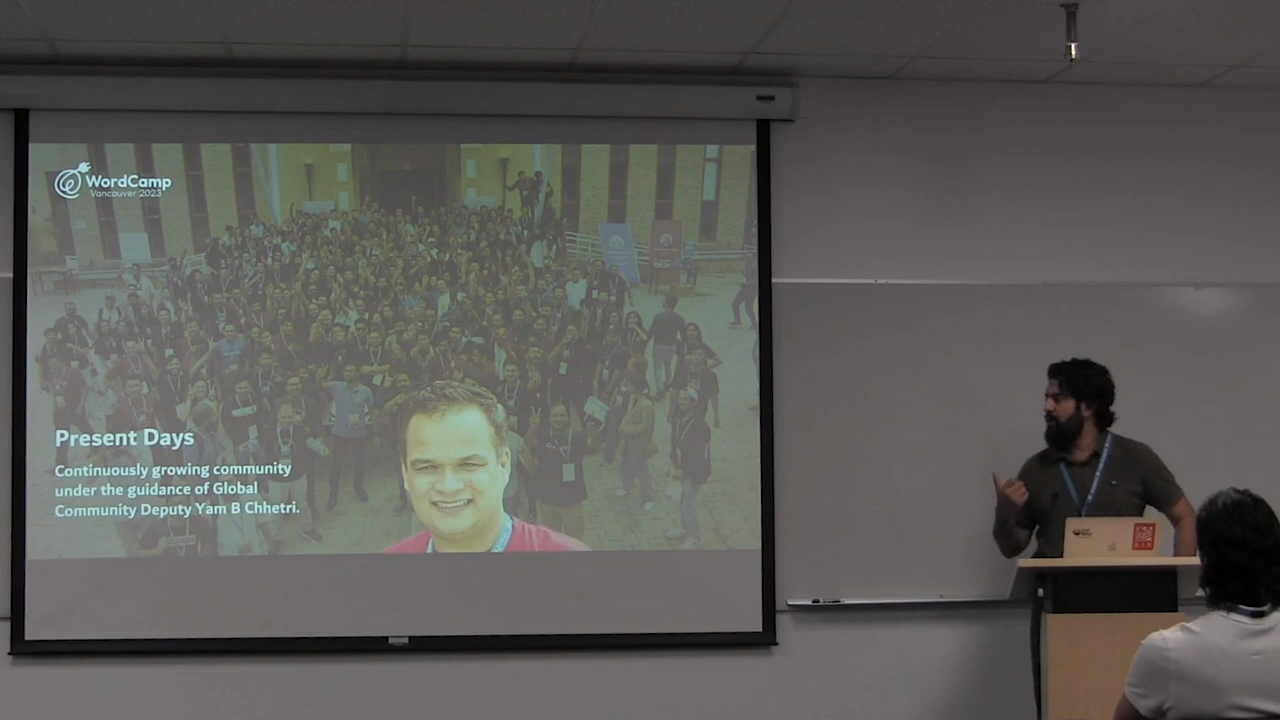 WordCamp
Vancouver 2023
Present Days
Continuously growing community
under the guidance of Global
Community Deputy Yam B Chhetri.